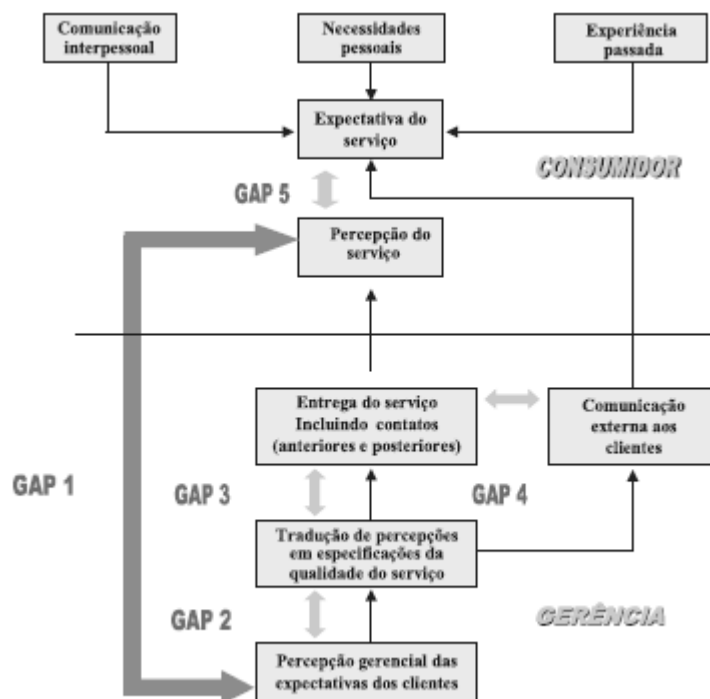 Comunicação
interpessoal
Necessidades
pessoais
Experiência
passada
Expectativa do
serviço
CONSUMIDOR
GAP 5
Percepção do
serviço
Entrega do serviço
Incluindo contatos
(anteriores e posteriores)
Comunicação
externa aos
clientes
GAP 1
GAP 3
GAP 4
Tradução de percepções
em especificações da
qualidade do serviço
GAP 2
GERÊNCIA
Percepção gerencial das
expectativas dos clientes